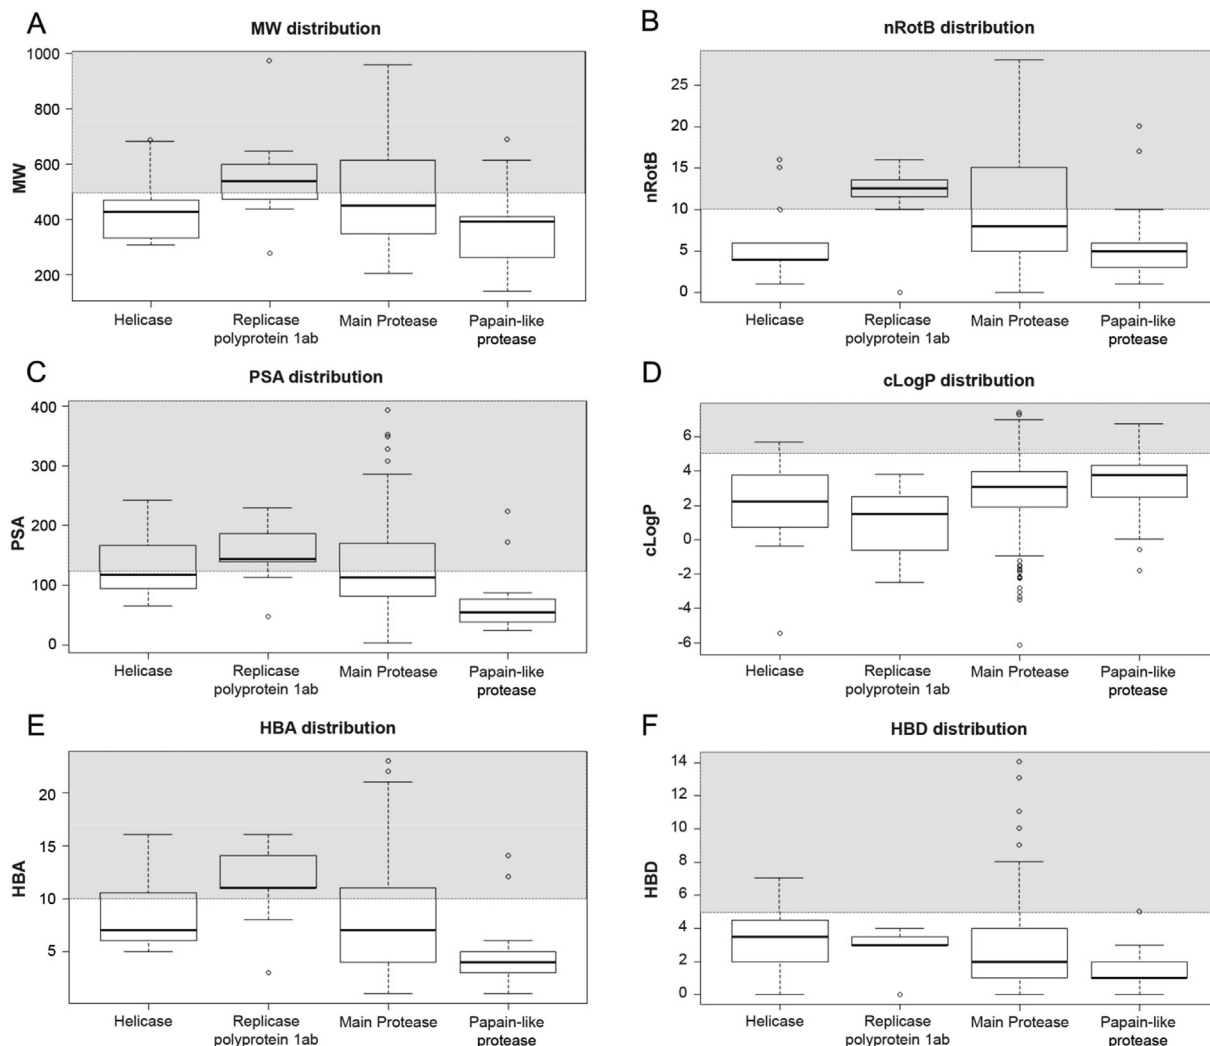 A
MW distribution
MW
1000
800
600
400
200
Helicase
Replicase
polyprotein 1ab
Main Protease
Papain-like
protease
B
nRotB distribution
nRotB
25
20
15
10
5
0
Helicase
Replicase
polyprotein 1ab
Main Protease
Papain-like
protease
C
PSA distribution
PSA
400
300
200
100
0
Helicase
Replicase
polyprotein 1ab
Main Protease
Papain-like
protease
D
cLogP distribution
cLogP
6
4
2
0
-2
-4
-6
Helicase
Replicase
polyprotein 1ab
Main Protease
Papain-like
protease
E
HBA distribution
HBA
20
15
10
5
Helicase
Replicase
polyprotein 1ab
Main Protease
Papain-like
protease
F
HBD distribution
HBD
14
12
10
8
6
4
2
0
Helicase
Replicase
polyprotein 1ab
Main Protease
Papain-like
protease